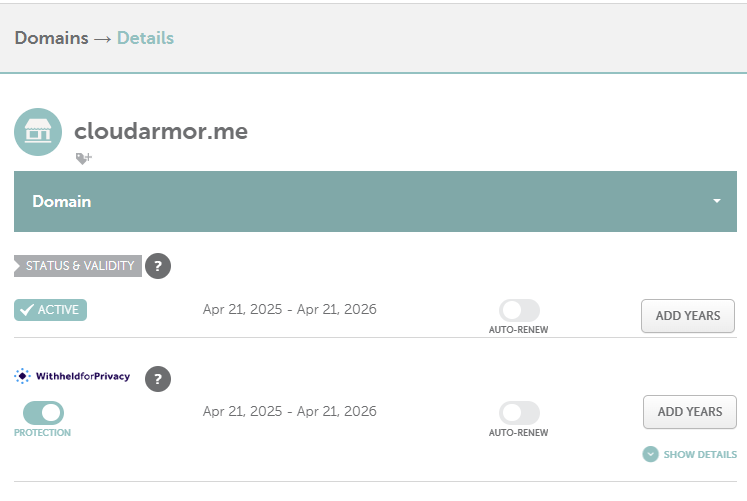 Domains → Details
cloudarmor.me
Domain
STATUS & VALIDITY ?
ACTIVE Apr 21, 2025 - Apr 21, 2026 AUTO-RENEW ADD YEARS
WithheldforPrivacy ?
PROTECTION Apr 21, 2025 - Apr 21, 2026 AUTO-RENEW ADD YEARS
SHOW DETAILS